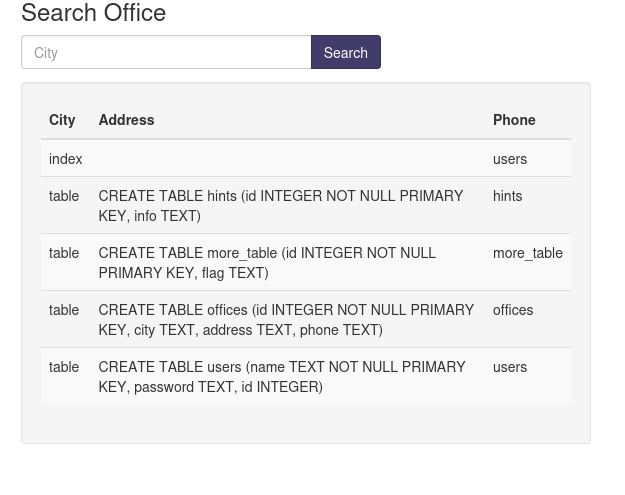 Search Office
City Search
City Address Phone
index users
table CREATE TABLE hints (id INTEGER NOT NULL PRIMARY hints
KEY, info TEXT)
table CREATE TABLE more_table (id INTEGER NOT NULL more_table
PRIMARY KEY, flag TEXT)
table CREATE TABLE offices (id INTEGER NOT NULL PRIMARY offices
KEY, city TEXT, address TEXT, phone TEXT)
table CREATE TABLE users (name TEXT NOT NULL PRIMARY users
KEY, password TEXT, id INTEGER)